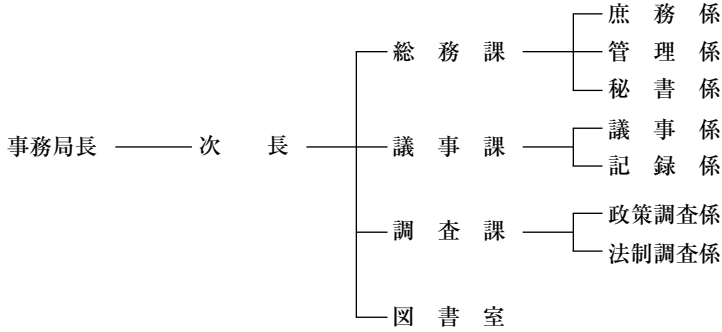 事務局長
次長
総務課
庶務係
管理係
秘書係
議事課
議事係
記録係
調査課
政策調査係
法制調査係
図書室